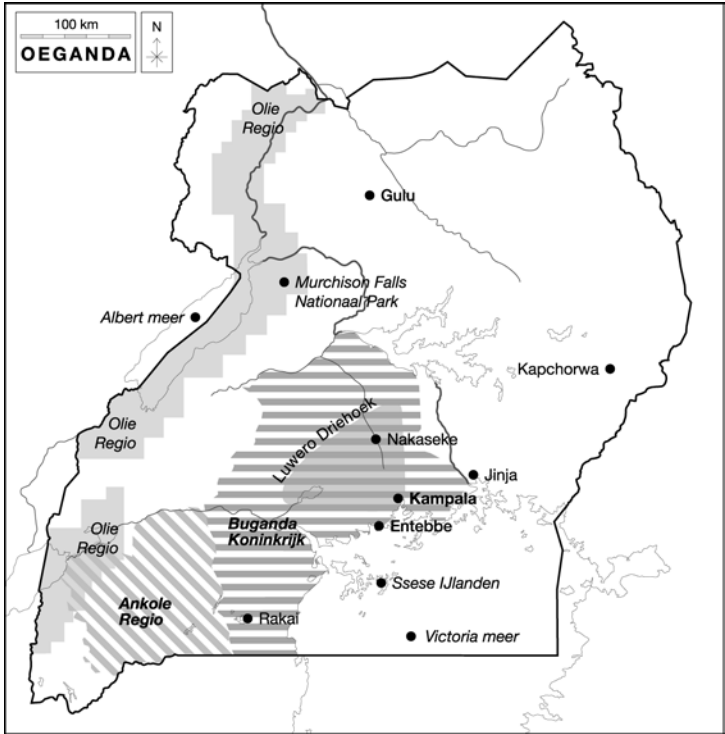 100 km
OEGANDA
N
Olie
Regio
Gulu
Murchison Falls
Nationaal Park
Albert meer
Kapchorwa
Luwero Driehoek
Olie
Regio
Nakaseke
Jinja
Kampala
Olie
Regio
Buganda
Koninkrijk
Entebbe
Ssese IJlanden
Ankole
Regio
Rakai
Victoria meer